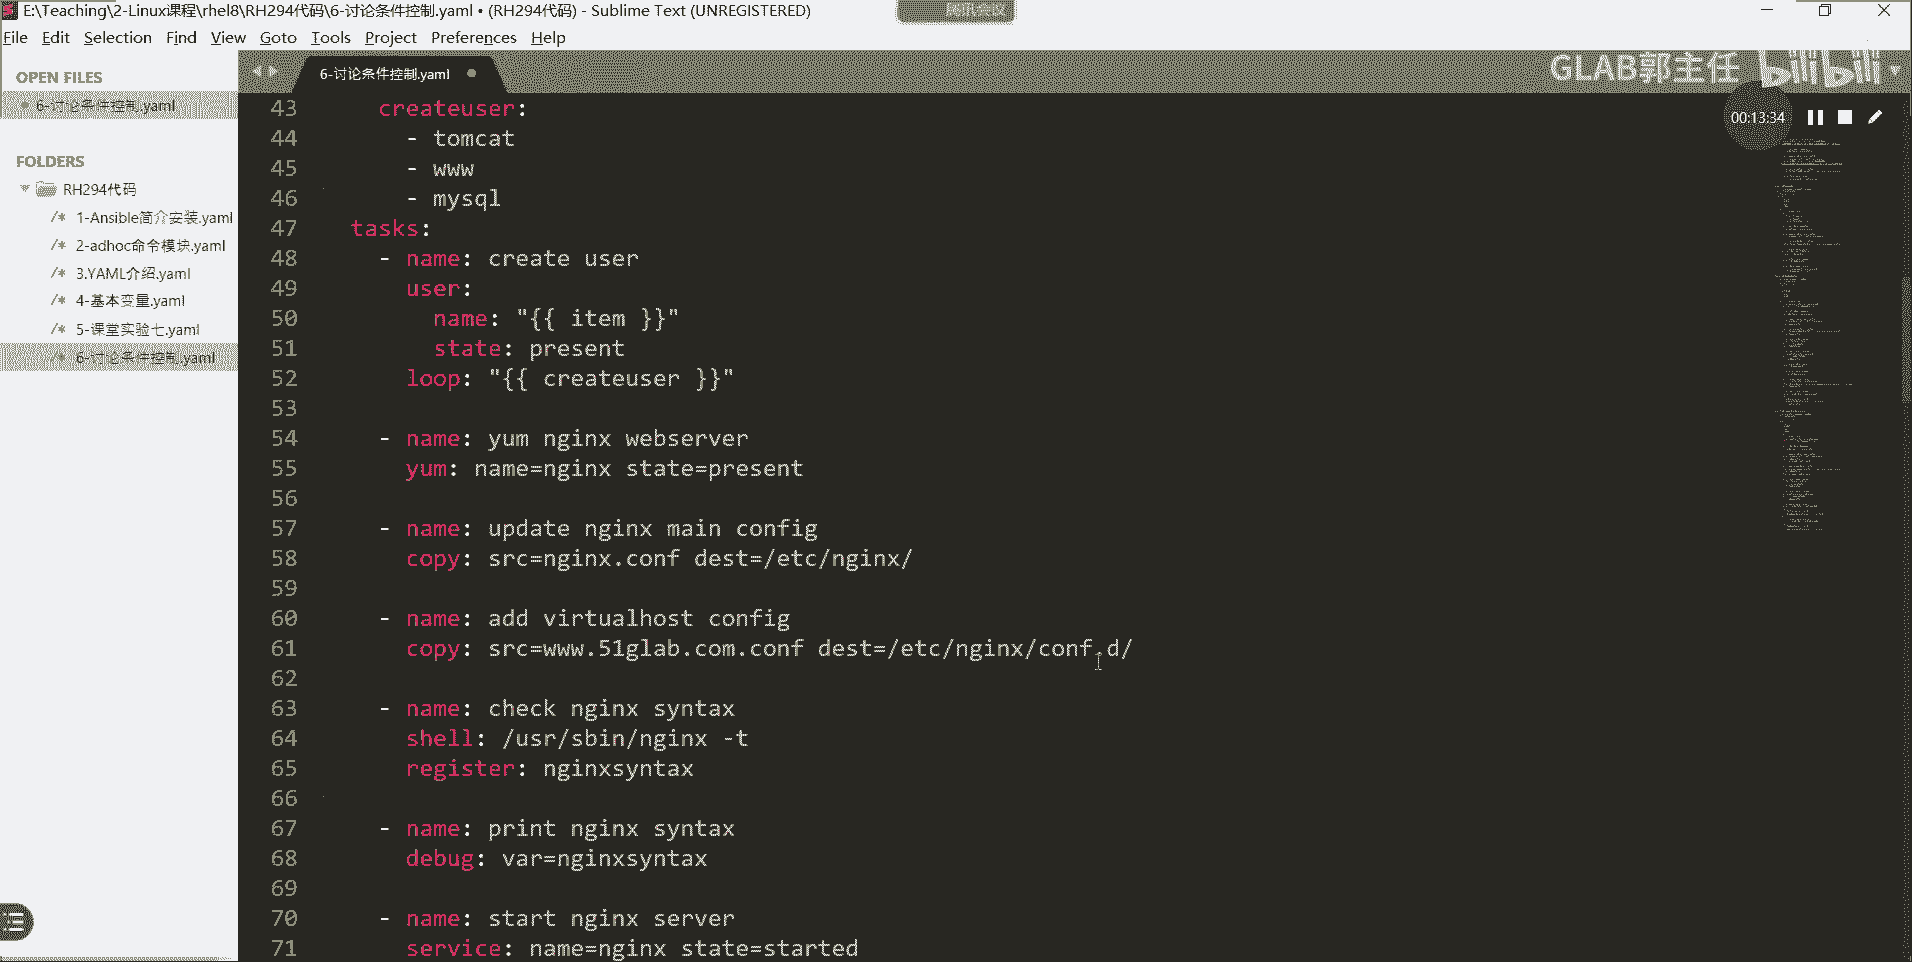 E:\Teaching\2-Linux课程\rhel8\RH294代码\6-讨论条件控制.yaml • (RH294代码) - Sublime Text (UNREGISTERED)
腾讯会议
File Edit Selection Find View Goto Tools Project Preferences Help
OPEN FILES
6-讨论条件控制.yaml
FOLDERS
RH294代码
/* 1-Ansible简介安装.yaml
/* 2-adhoc命令模块.yaml
/* 3.YAML介绍.yaml
/* 4-基本变量.yaml
/* 5-课堂实验七.yaml
/* 6-讨论条件控制.yaml
6-讨论条件控制.yaml
GLAB郭主任 bilibili
00:13:34
43 createuser:
44 - tomcat
45 - www
46 - mysql
47 tasks:
48 - name: create user
49 user:
50 name: "{{ item }}"
51 state: present
52 loop: "{{ createuser }}"
53
54 - name: yum nginx webserver
55 yum: name=nginx state=present
56
57 - name: update nginx main config
58 copy: src=nginx.conf dest=/etc/nginx/
59
60 - name: add virtualhost config
61 copy: src=www.51glab.com.conf dest=/etc/nginx/conf.d/
62
63 - name: check nginx syntax
64 shell: /usr/sbin/nginx -t
65 register: nginxsyntax
66
67 - name: print nginx syntax
68 debug: var=nginxsyntax
69
70 - name: start nginx server
71 service: name=nginx state=started